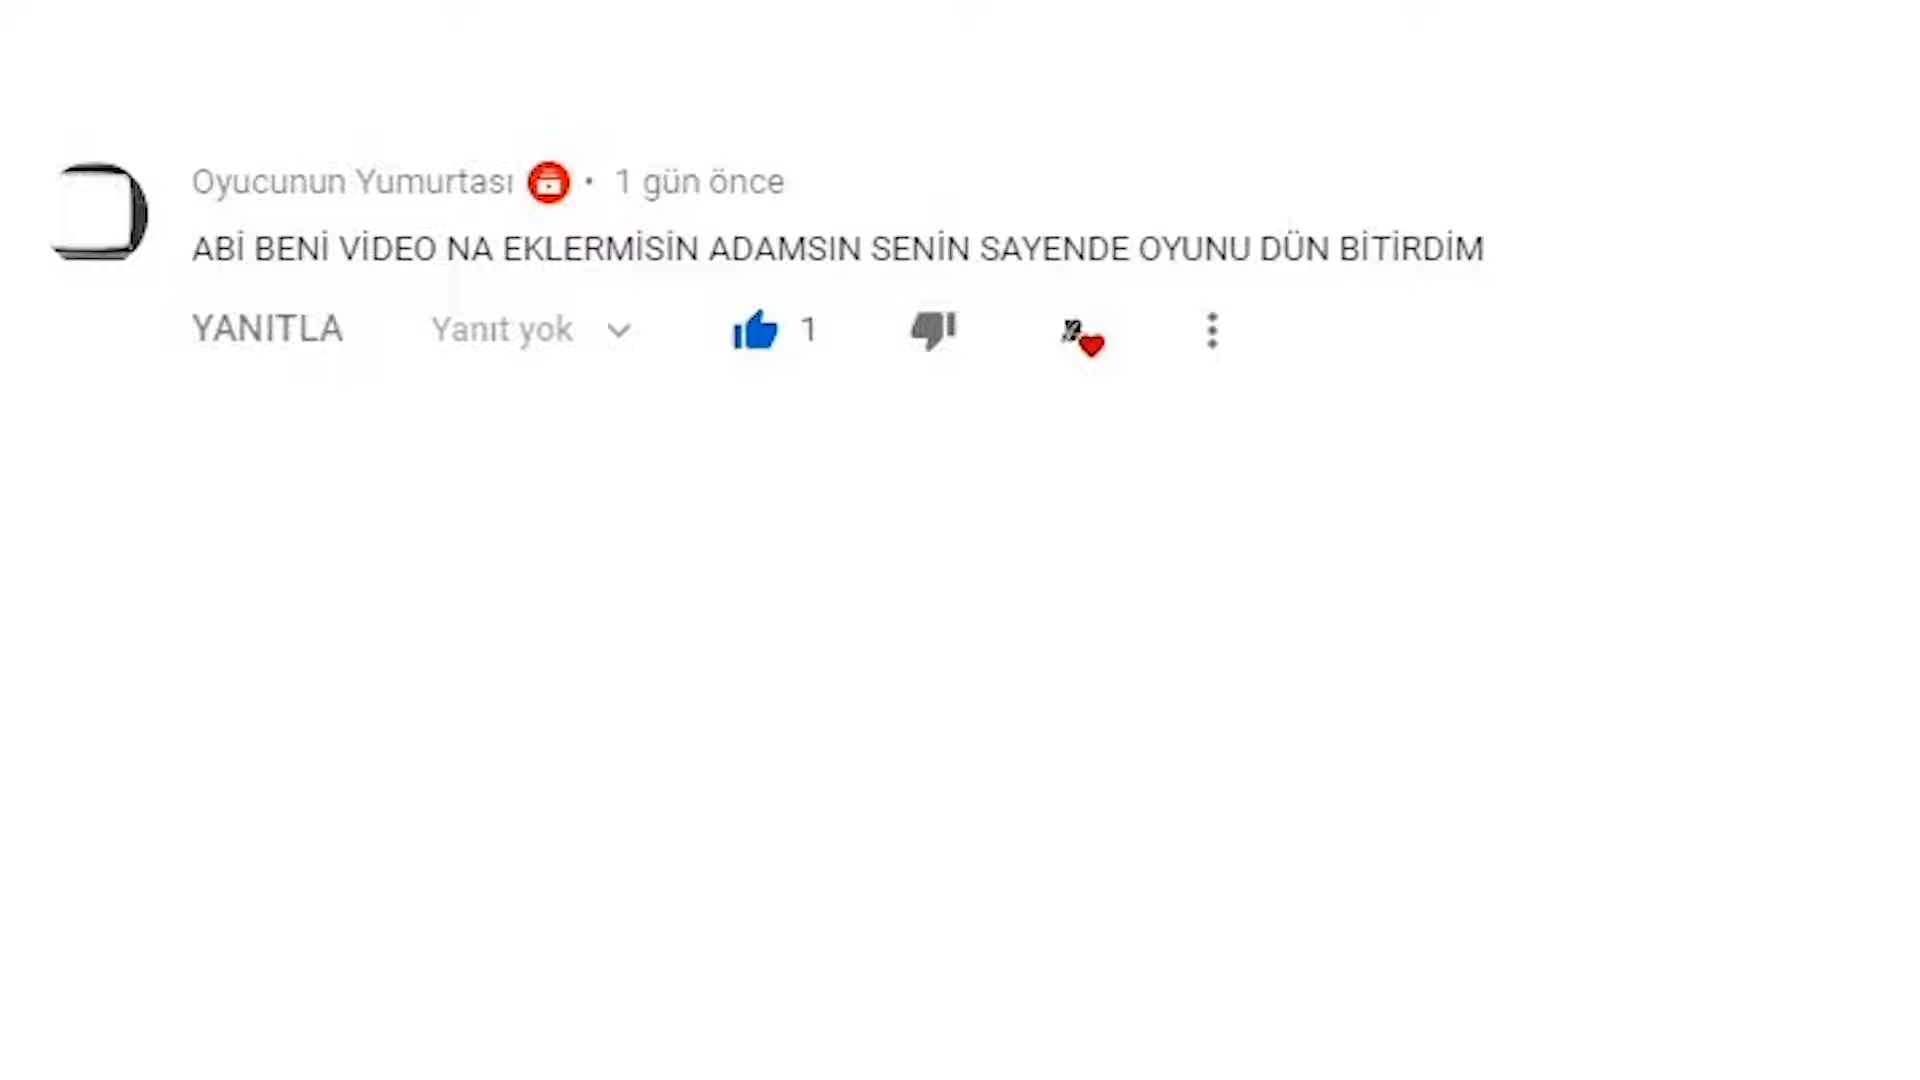 Oyucunun Yumurtası • 1 gün önce
ABİ BENİ VİDEO NA EKLERMİSİN ADAMSIN SENİN SAYENDE OYUNU DÜN BİTİRDİM
YANITLA Yanıt yok 1